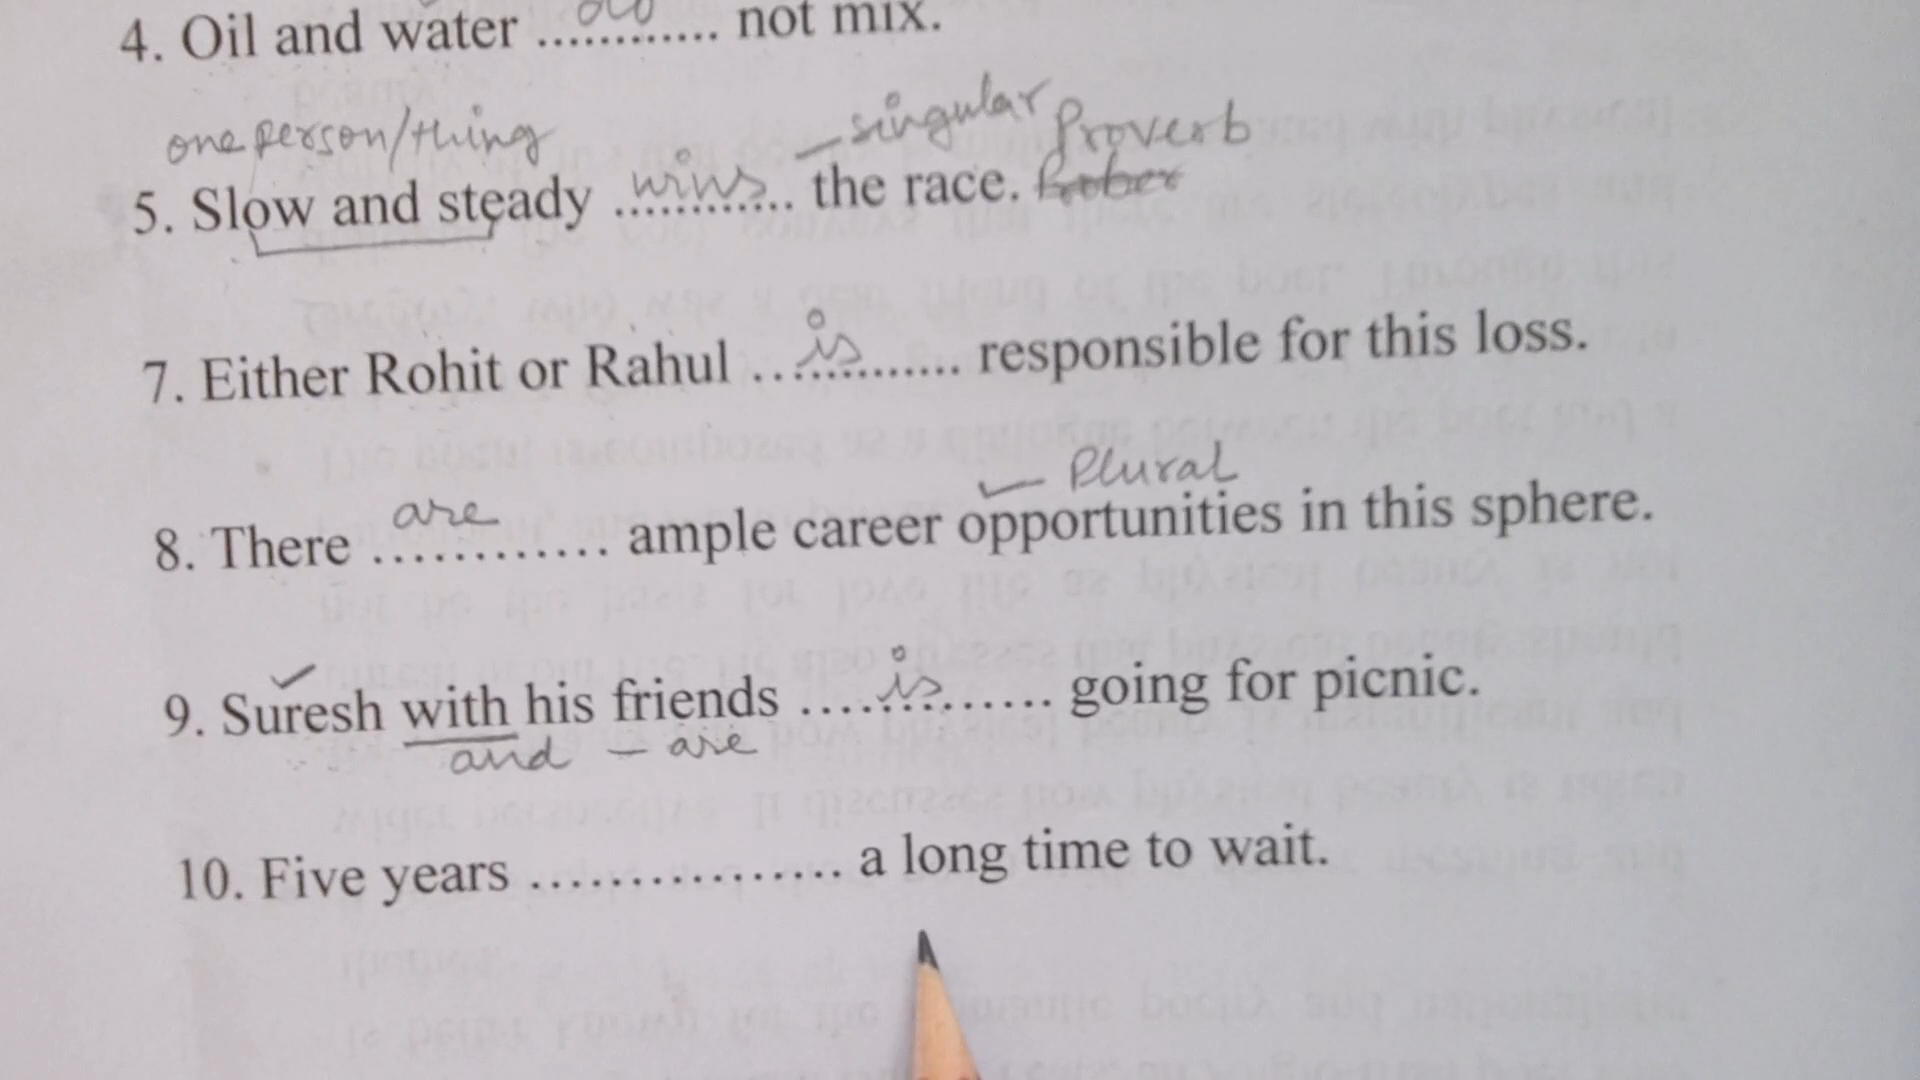 4. Oil and water ............ not mix.
one person/thing – singular Proverb
5. Slow and steady ...wins... the race.
7. Either Rohit or Rahul ...is....... responsible for this loss.
✓ Plural
8. There ...are... ample career opportunities in this sphere.
9. Suresh with his friends ....is....... going for picnic.
and – are
10. Five years ................ a long time to wait.